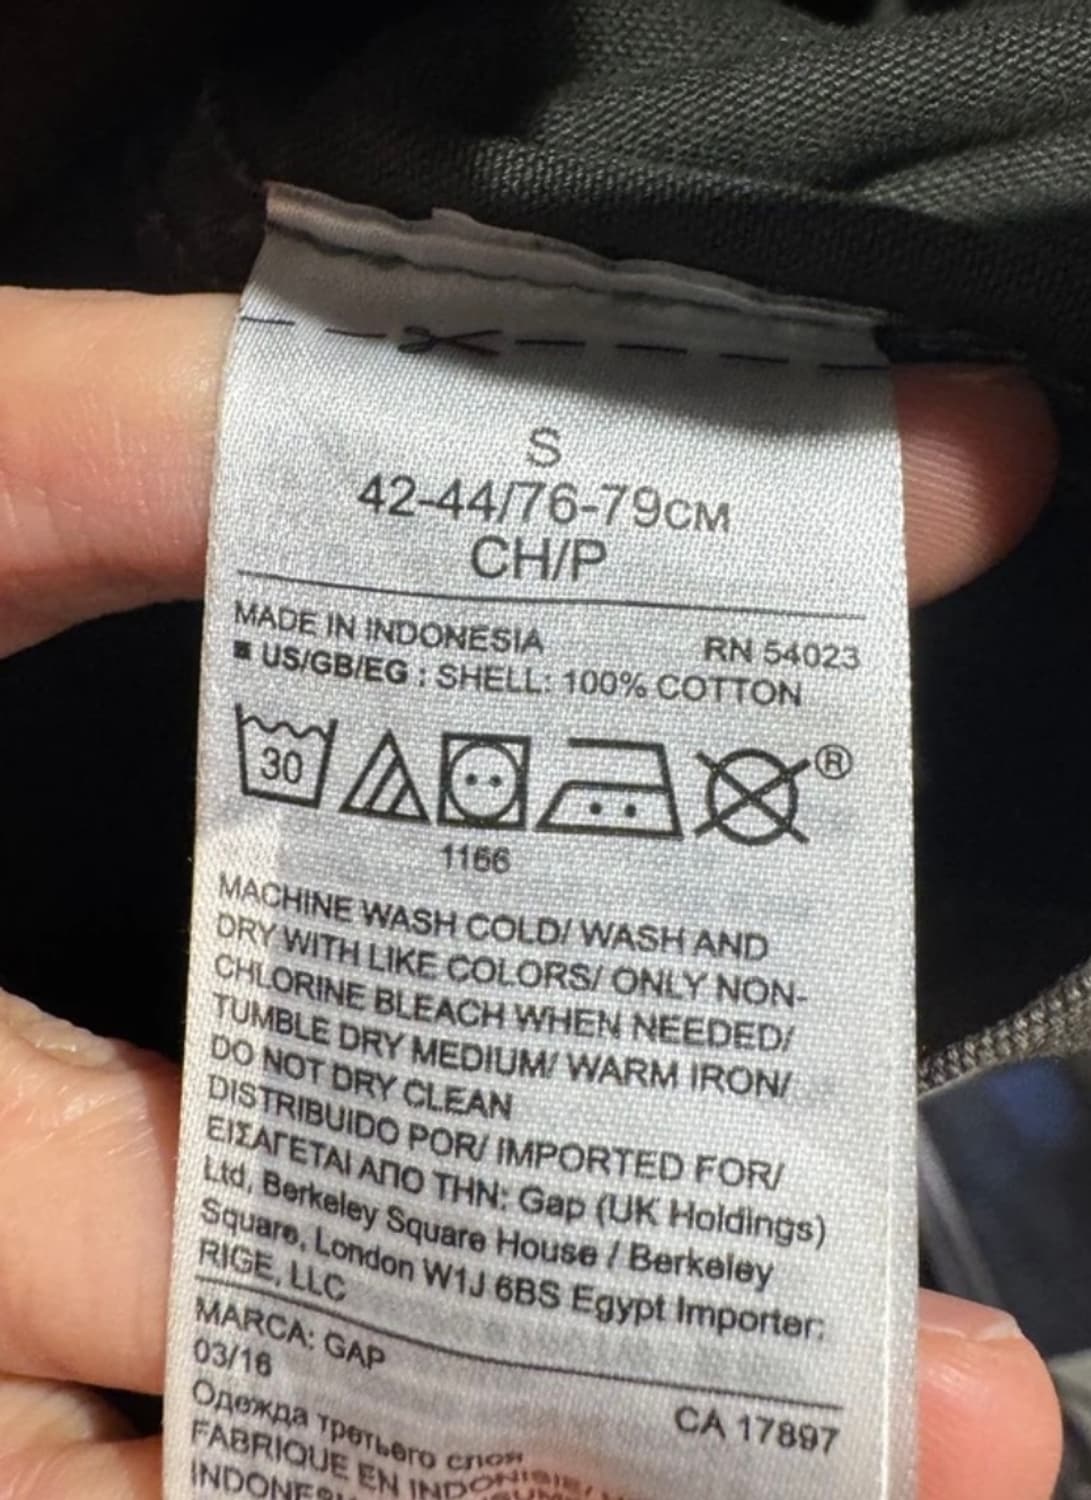 S
42-44/76-79CM
CH/P
MADE IN INDONESIA RN 54023
■ US/GB/EG : SHELL: 100% COTTON
30 ®
1166
MACHINE WASH COLD/ WASH AND
DRY WITH LIKE COLORS/ ONLY NON-
CHLORINE BLEACH WHEN NEEDED/
TUMBLE DRY MEDIUM/ WARM IRON/
DO NOT DRY CLEAN
DISTRIBUIDO POR/ IMPORTED FOR/
ΕΙΣΑΓΕΤΑΙ ΑΠΟ ΤΗΝ: Gap (UK Holdings)
Ltd, Berkeley Square House / Berkeley
Square, London W1J 6BS Egypt Importer:
RIGE, LLC
MARCA: GAP
03/16 CA 17897
Одежда третьего слоя
FABRIQUE EN INDONISIE/